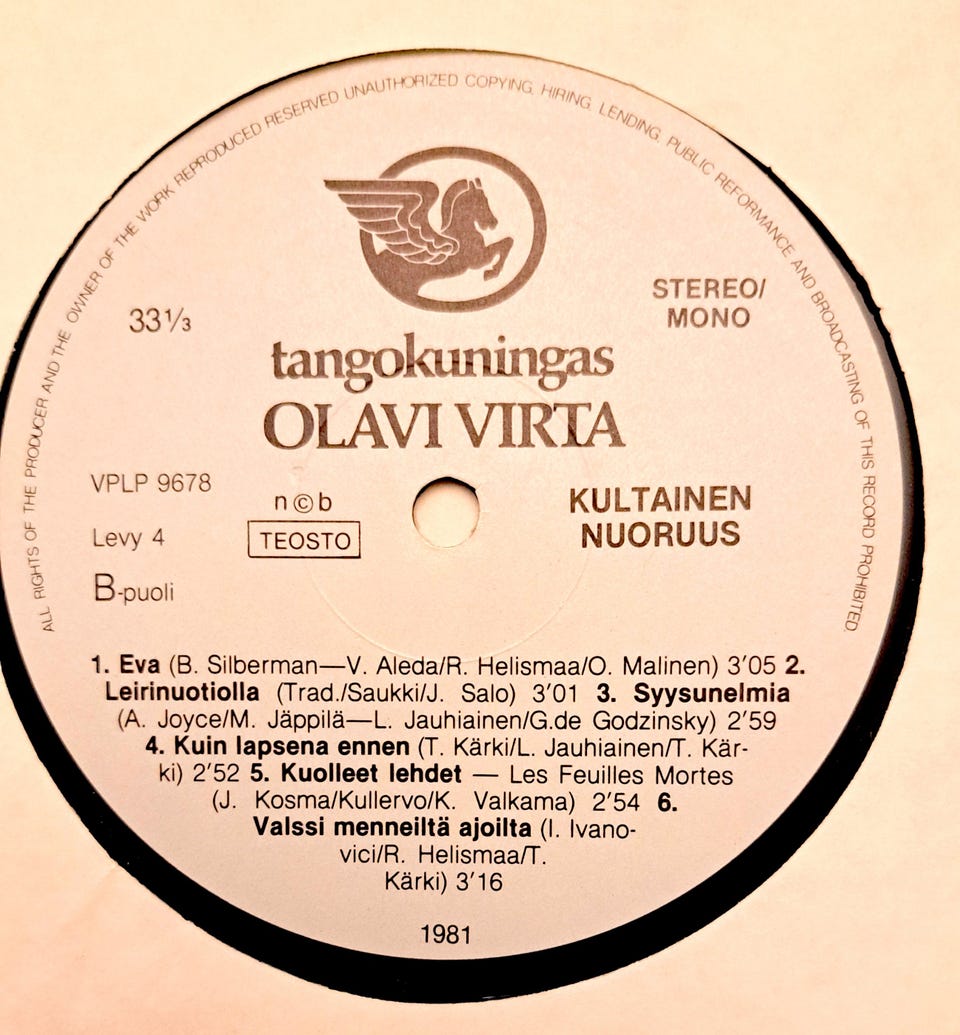 ALL RIGHTS OF THE PRODUCER AND THE OWNER OF THE WORK REPRODUCED RESERVED UNAUTHORIZED COPYING, HIRING, LENDING, PUBLIC REFORMANCE AND BROADCASTING OF THIS RECORD PROHIBITED
33 1/3
STEREO/
MONO
tangokuningas
OLAVI VIRTA
VPLP 9678
Levy 4
B-puoli
n©b
TEOSTO
KULTAINEN
NUORUUS
1. Eva (B. Silberman—V. Aleda/R. Helismaa/O. Malinen) 3'05 2.
Leirinuotiolla (Trad./Saukki/J. Salo) 3'01 3. Syysunelmia
(A. Joyce/M. Jäppilä—L. Jauhiainen/G.de Godzinsky) 2'59
4. Kuin lapsena ennen (T. Kärki/L. Jauhiainen/T. Kär-
ki) 2'52 5. Kuolleet lehdet — Les Feuilles Mortes
(J. Kosma/Kullervo/K. Valkama) 2'54 6.
Valssi menneiltä ajoilta (I. Ivano-
vici/R. Helismaa/T.
Kärki) 3'16
1981